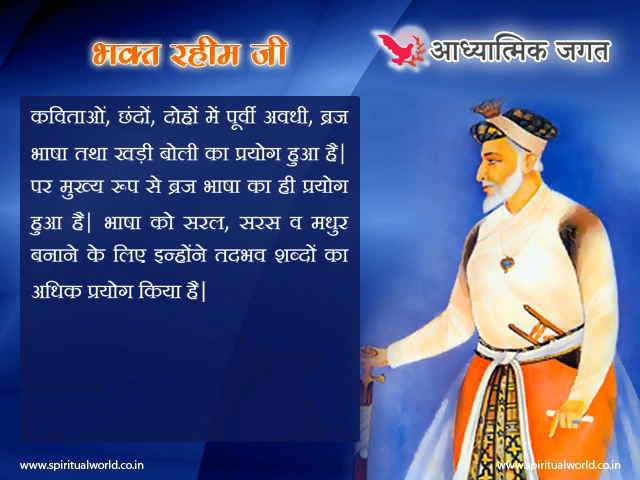 भक्त रहीम जी
आध्यात्मिक जगत
कविताओं, छंदों, दोहों में पूर्वी अवधी, ब्रज
भाषा तथा खड़ी बोली का प्रयोग हुआ है|
पर मुख्य रूप से ब्रज भाषा का ही प्रयोग
हुआ है| भाषा को सरल, सरस व मधुर
बनाने के लिए इन्होंने तदभव शब्दों का
अधिक प्रयोग किया है|
www.spiritualworld.co.in
www.spiritualworld.co.in